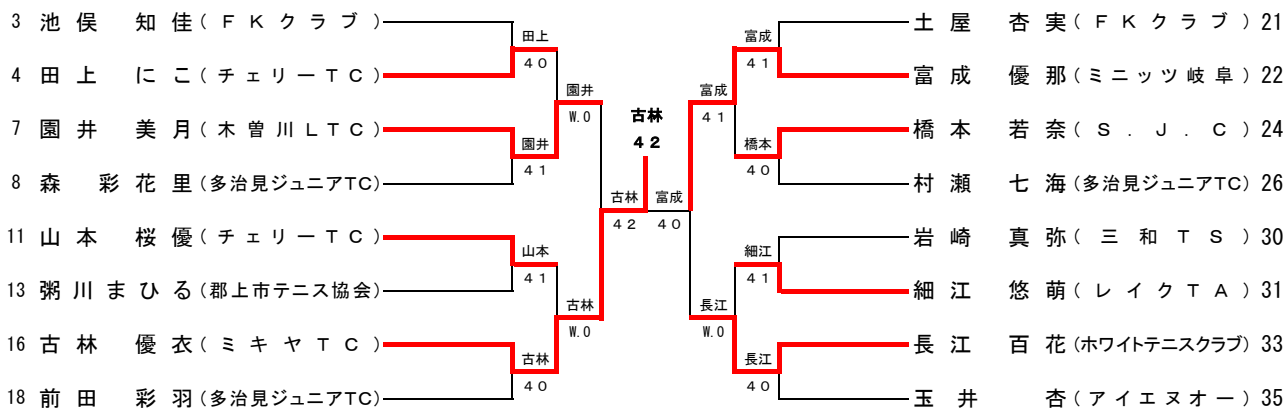 3 池俣 知佳(FKクラブ)
4 田上 にこ(チェリーTC)
7 園井 美月(木曽川LTC)
8 森 彩花里(多治見ジュニアTC)
11 山本 桜優(チェリーTC)
13 粥川まひる(郡上市テニス協会)
16 古林 優衣(ミキヤTC)
18 前田 彩羽(多治見ジュニアTC)
田上
40
園井
41
山本
41
古林
40
園井
W.0
古林
W.0
古林
42
古林
42
富成
40
富成
41
長江
W.0
富成
41
橋本
40
細江
41
長江
40
土屋 杏実(FKクラブ) 21
富成 優那(ミニッツ岐阜) 22
橋本 若奈(S.J.C) 24
村瀬 七海(多治見ジュニアTC) 26
岩崎 真弥(三和TS) 30
細江 悠萌(レイクTA) 31
長江 百花(ホワイトテニスクラブ) 33
玉井 杏(アイエヌオー) 35